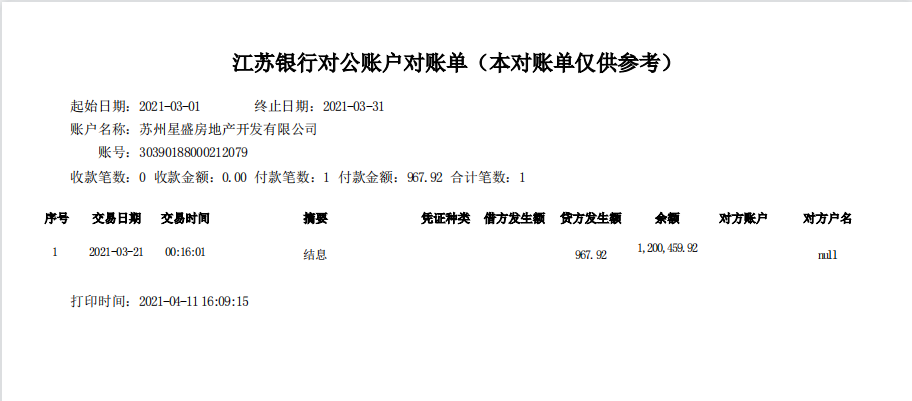 江苏银行对公账户对账单（本对账单仅供参考）
起始日期：2021-03-01 终止日期：2021-03-31
账户名称：苏州星盛房地产开发有限公司
账号：30390188000212079
收款笔数：0 收款金额：0.00 付款笔数：1 付款金额：967.92 合计笔数：1
序号 交易日期 交易时间 摘要 凭证种类 借方发生额 贷方发生额 余额 对方账户 对方户名
1 2021-03-21 00:16:01 结息 967.92 1,200,459.92 null
打印时间：2021-04-11 16:09:15